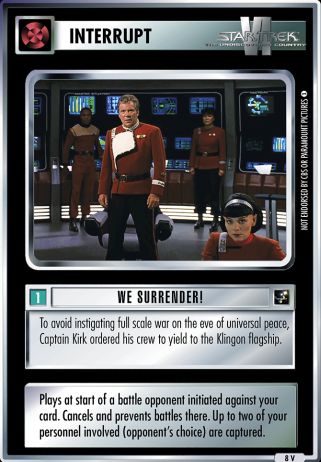 INTERRUPT
STAR TREK
VI
THE UNDISCOVERED COUNTRY
NOT ENDORSED BY CBS OR PARAMOUNT PICTURES
1
WE SURRENDER!
To avoid instigating full scale war on the eve of universal peace,
Captain Kirk ordered his crew to yield to the Klingon flagship.
Plays at start of a battle opponent initiated against your
card. Cancels and prevents battles there. Up to two of your
personnel involved (opponent's choice) are captured.
8 V